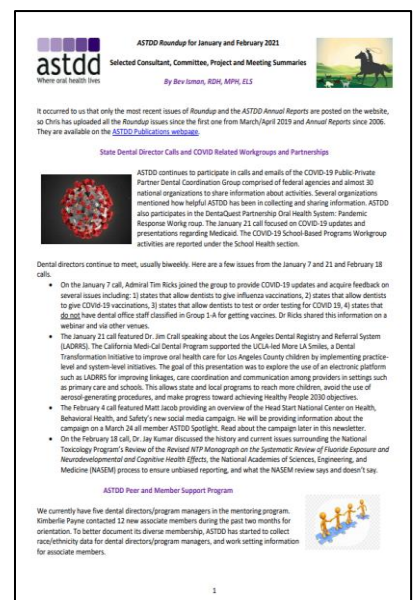 ASTDD Roundup for January and February 2021
Selected Consultant, Committee, Project and Meeting Summaries
By Bev Isman, RDH, MPH, ELS
astdd
Where oral health lives
It occurred to us that only the most recent issues of Roundup and the ASTDD Annual Reports are posted on the website,
so Chris has uploaded all the Roundup issues since the first one from March/April 2019 and Annual Reports since 2006.
They are available on the ASTDD Publications webpage.
State Dental Director Calls and COVID Related Workgroups and Partnerships
ASTDD continues to participate in calls and emails of the COVID-19 Public-Private
Partner Dental Coordination Group comprised of federal agencies and almost 30
national organizations to share information about activities. Several organizations
mentioned how helpful ASTDD has been in collecting and sharing information. ASTDD
also participates in the DentaQuest Partnership Oral Health System: Pandemic
Response Workg roup. The January 21 call focused on COVID-19 updates and
presentations regarding Medicaid. The COVID-19 School-Based Programs Workgroup
activities are reported under the School Health section.
Dental directors continue to meet, usually biweekly. Here are a few issues from the January 7 and 21 and February 18
calls.
• On the January 7 call, Admiral Tim Ricks joined the group to provide COVID-19 updates and acquire feedback on
several issues including: 1) states that allow dentists to give influenza vaccinations, 2) states that allow dentists
to give COVID-19 vaccinations, 3) states that allow dentists to test or order testing for COVID 19, 4) states that
do not have dental office staff classified in Group 1-A for getting vaccines. Dr Ricks shared this information on a
webinar and via other venues.
• The January 21 call featured Dr. Jim Crall speaking about the Los Angeles Dental Registry and Referral System
(LADRRS). The California Medi-Cal Dental Program supported the UCLA-led More LA Smiles, a Dental
Transformation Initiative to improve oral health care for Los Angeles County children by implementing practice-
level and system-level initiatives. The goal of this presentation was to explore the use of an electronic platform
such as LADRRS for improving linkages, care coordination and communication among providers in settings such
as primary care and schools. This allows state and local programs to reach more children, avoid the use of
aerosol-generating procedures, and make progress toward achieving Healthy People 2030 objectives.
• The February 4 call featured Matt Jacob providing an overview of the Head Start National Center on Health,
Behavioral Health, and Safety's new social media campaign. He will be providing information about the
campaign on a March 24 all member ASTDD Spotlight. Read about the campaign later in this newsletter.
• On the February 18 call, Dr. Jay Kumar discussed the history and current issues surrounding the National
Toxicology Program's Review of the Revised NTP Monograph on the Systematic Review of Fluoride Exposure and
Neurodevelopmental and Cognitive Health Effects, the National Academies of Sciences, Engineering, and
Medicine (NASEM) process to ensure unbiased reporting, and what the NASEM review says and doesn't say.
ASTDD Peer and Member Support Program
We currently have five dental directors/program managers in the mentoring program.
Kimberlie Payne contacted 12 new associate members during the past two months for
orientation. To better document its diverse membership, ASTDD has started to collect
race/ethnicity data for dental directors/program managers, and work setting information
for associate members.
1